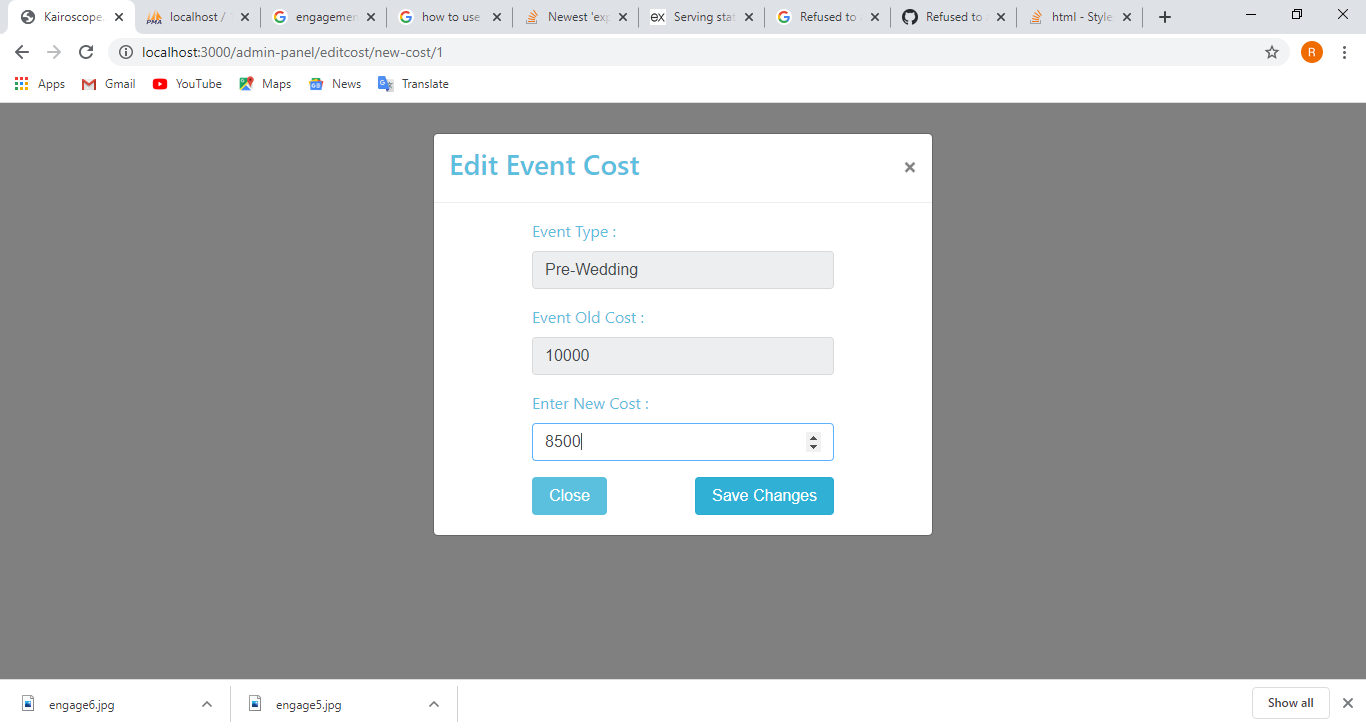 Kairoscope
localhost /
engagemen
how to use
Newest 'exp
ex Serving stat
Refused to
Refused to
html - Style
localhost:3000/admin-panel/editcost/new-cost/1
R
Apps
Gmail
YouTube
Maps
News
Translate
Edit Event Cost
×
Event Type :
Pre-Wedding
Event Old Cost :
10000
Enter New Cost :
8500
Close
Save Changes
engage6.jpg
engage5.jpg
Show all